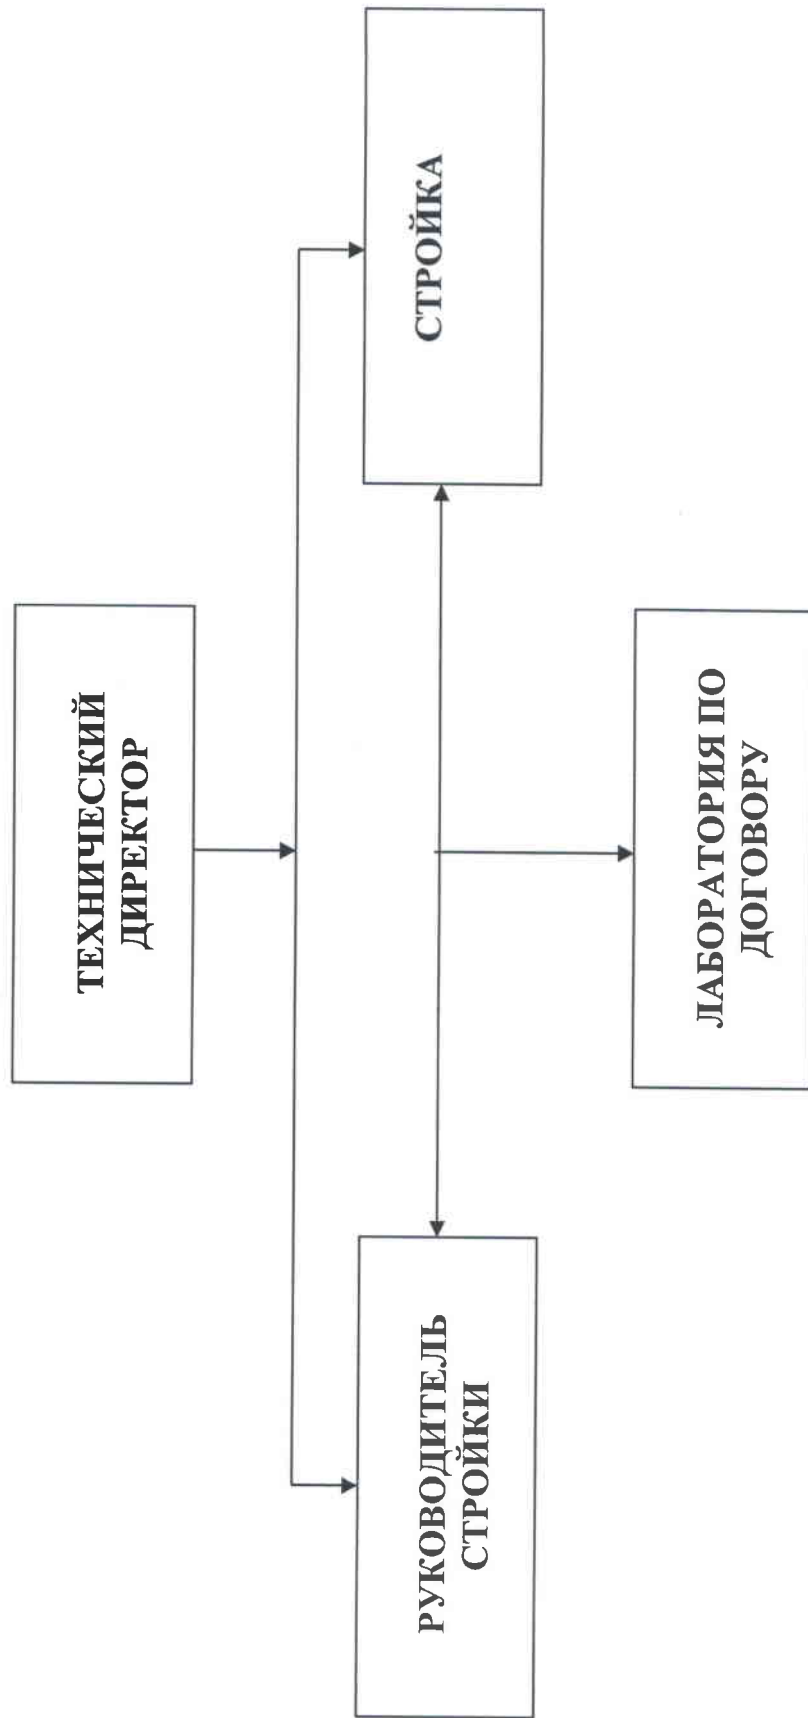 ТЕХНИЧЕСКИЙ
ДИРЕКТОР
РУКОВОДИТЕЛЬ
СТРОЙКИ
СТРОЙКА
ЛАБОРАТОРИЯ ПО
ДОГОВОРУ